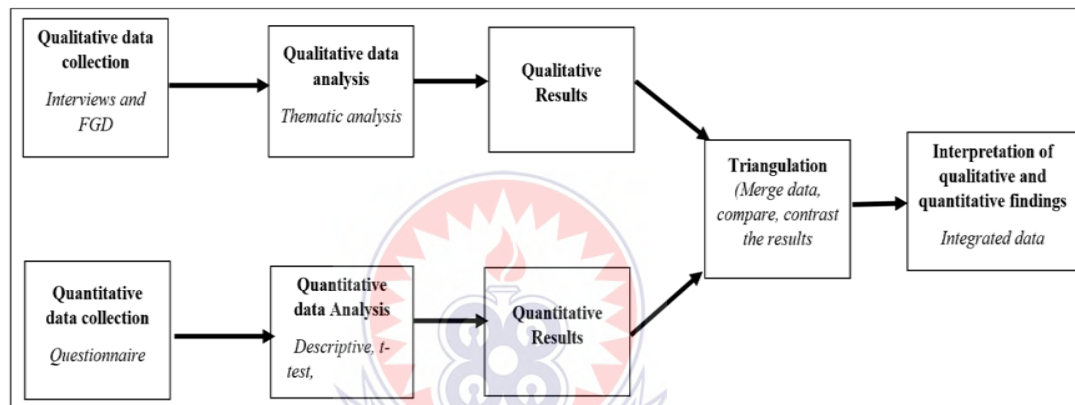 Qualitative data
collection
Interviews and
FGD
Qualitative data
analysis
Thematic analysis
Qualitative
Results
Triangulation
(Merge data,
compare, contrast
the results
Interpretation of
qualitative and
quantitative findings
Integrated data
Quantitative
data collection
Questionnaire
Quantitative
data Analysis
Descriptive, t-
test,
Quantitative
Results